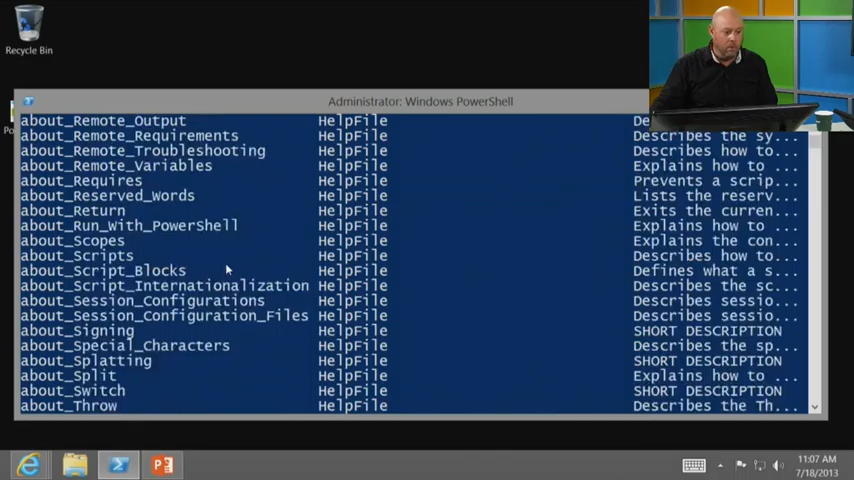 Recycle Bin
Administrator: Windows PowerShell
about_Remote_Output HelpFile De
about_Remote_Requirements HelpFile Describes the sy...
about_Remote_Troubleshooting HelpFile Describes how to...
about_Remote_Variables HelpFile Explains how to ...
about_Requires HelpFile Prevents a scrip...
about_Reserved_Words HelpFile Lists the reserv...
about_Return HelpFile Exits the curren...
about_Run_With_PowerShell HelpFile Explains how to ...
about_Scopes HelpFile Explains the con...
about_Scripts HelpFile Describes how to...
about_Script_Blocks HelpFile Defines what a s...
about_Script_Internationalization HelpFile Describes the sc...
about_Session_Configurations HelpFile Describes sessio...
about_Session_Configuration_Files HelpFile Describes sessio...
about_Signing HelpFile SHORT DESCRIPTION
about_Special_Characters HelpFile Describes the sp...
about_Splatting HelpFile SHORT DESCRIPTION
about_Split HelpFile Explains how to ...
about_Switch HelpFile SHORT DESCRIPTION
about_Throw HelpFile Describes the Th...
11:07 AM
7/18/2013